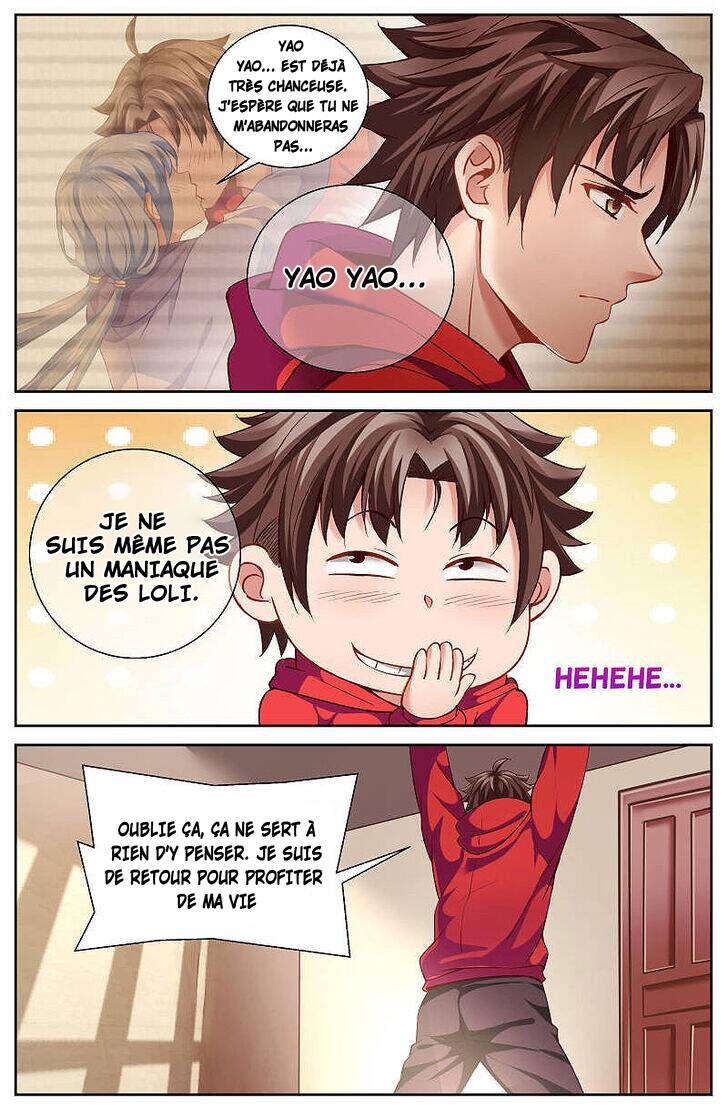 YAO
YAO... EST DÉJÀ
TRÈS CHANCEUSE.
J'ESPÈRE QUE TU NE
M'ABANDONNERAS
PAS...
YAO YAO...
JE NE
SUIS MÊME PAS
UN MANIAQUE
DES LOLI.
HEHEHE...
OUBLIE ÇA, ÇA NE SERT À
RIEN D'Y PENSER. JE SUIS
DE RETOUR POUR PROFITER
DE MA VIE